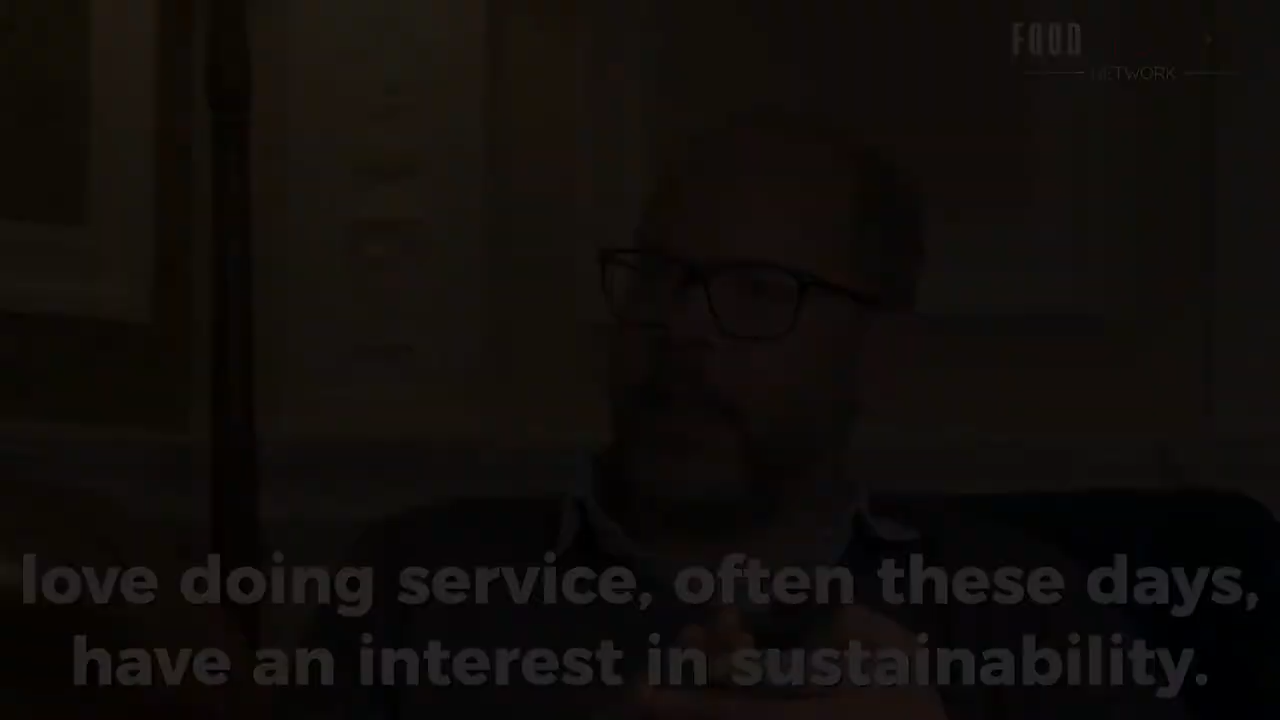 FOOD
NETWORK
love doing service, often these days,
have an interest in sustainability.